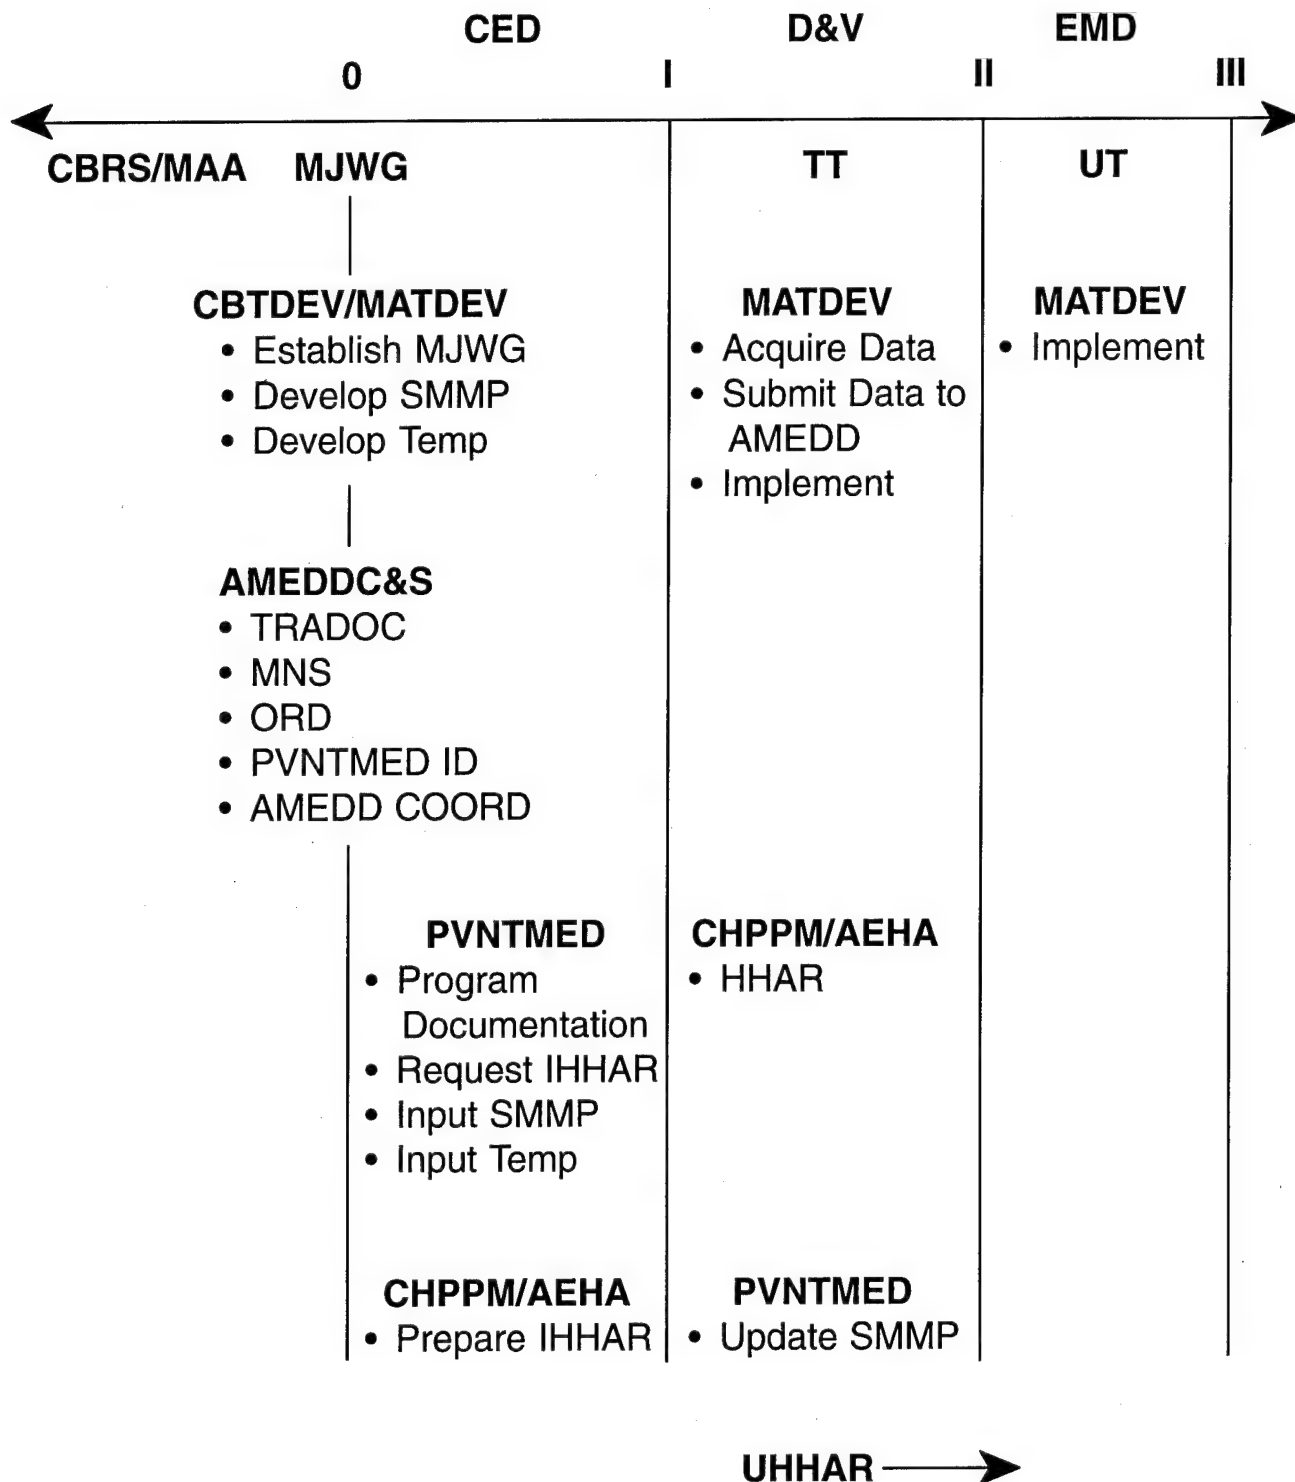 CED D&V EMD
0 I II III
CBRS/MAA MJWG TT UT
CBTDEV/MATDEV
• Establish MJWG
• Develop SMMP
• Develop Temp
MATDEV
• Acquire Data
• Submit Data to
AMEDD
• Implement
MATDEV
• Implement
AMEDDC&S
• TRADOC
• MNS
• ORD
• PVNTMED ID
• AMEDD COORD
PVNTMED
• Program
Documentation
• Request IHHAR
• Input SMMP
• Input Temp
CHPPM/AEHA
• HHAR
CHPPM/AEHA
• Prepare IHHAR
PVNTMED
• Update SMMP
UHHAR